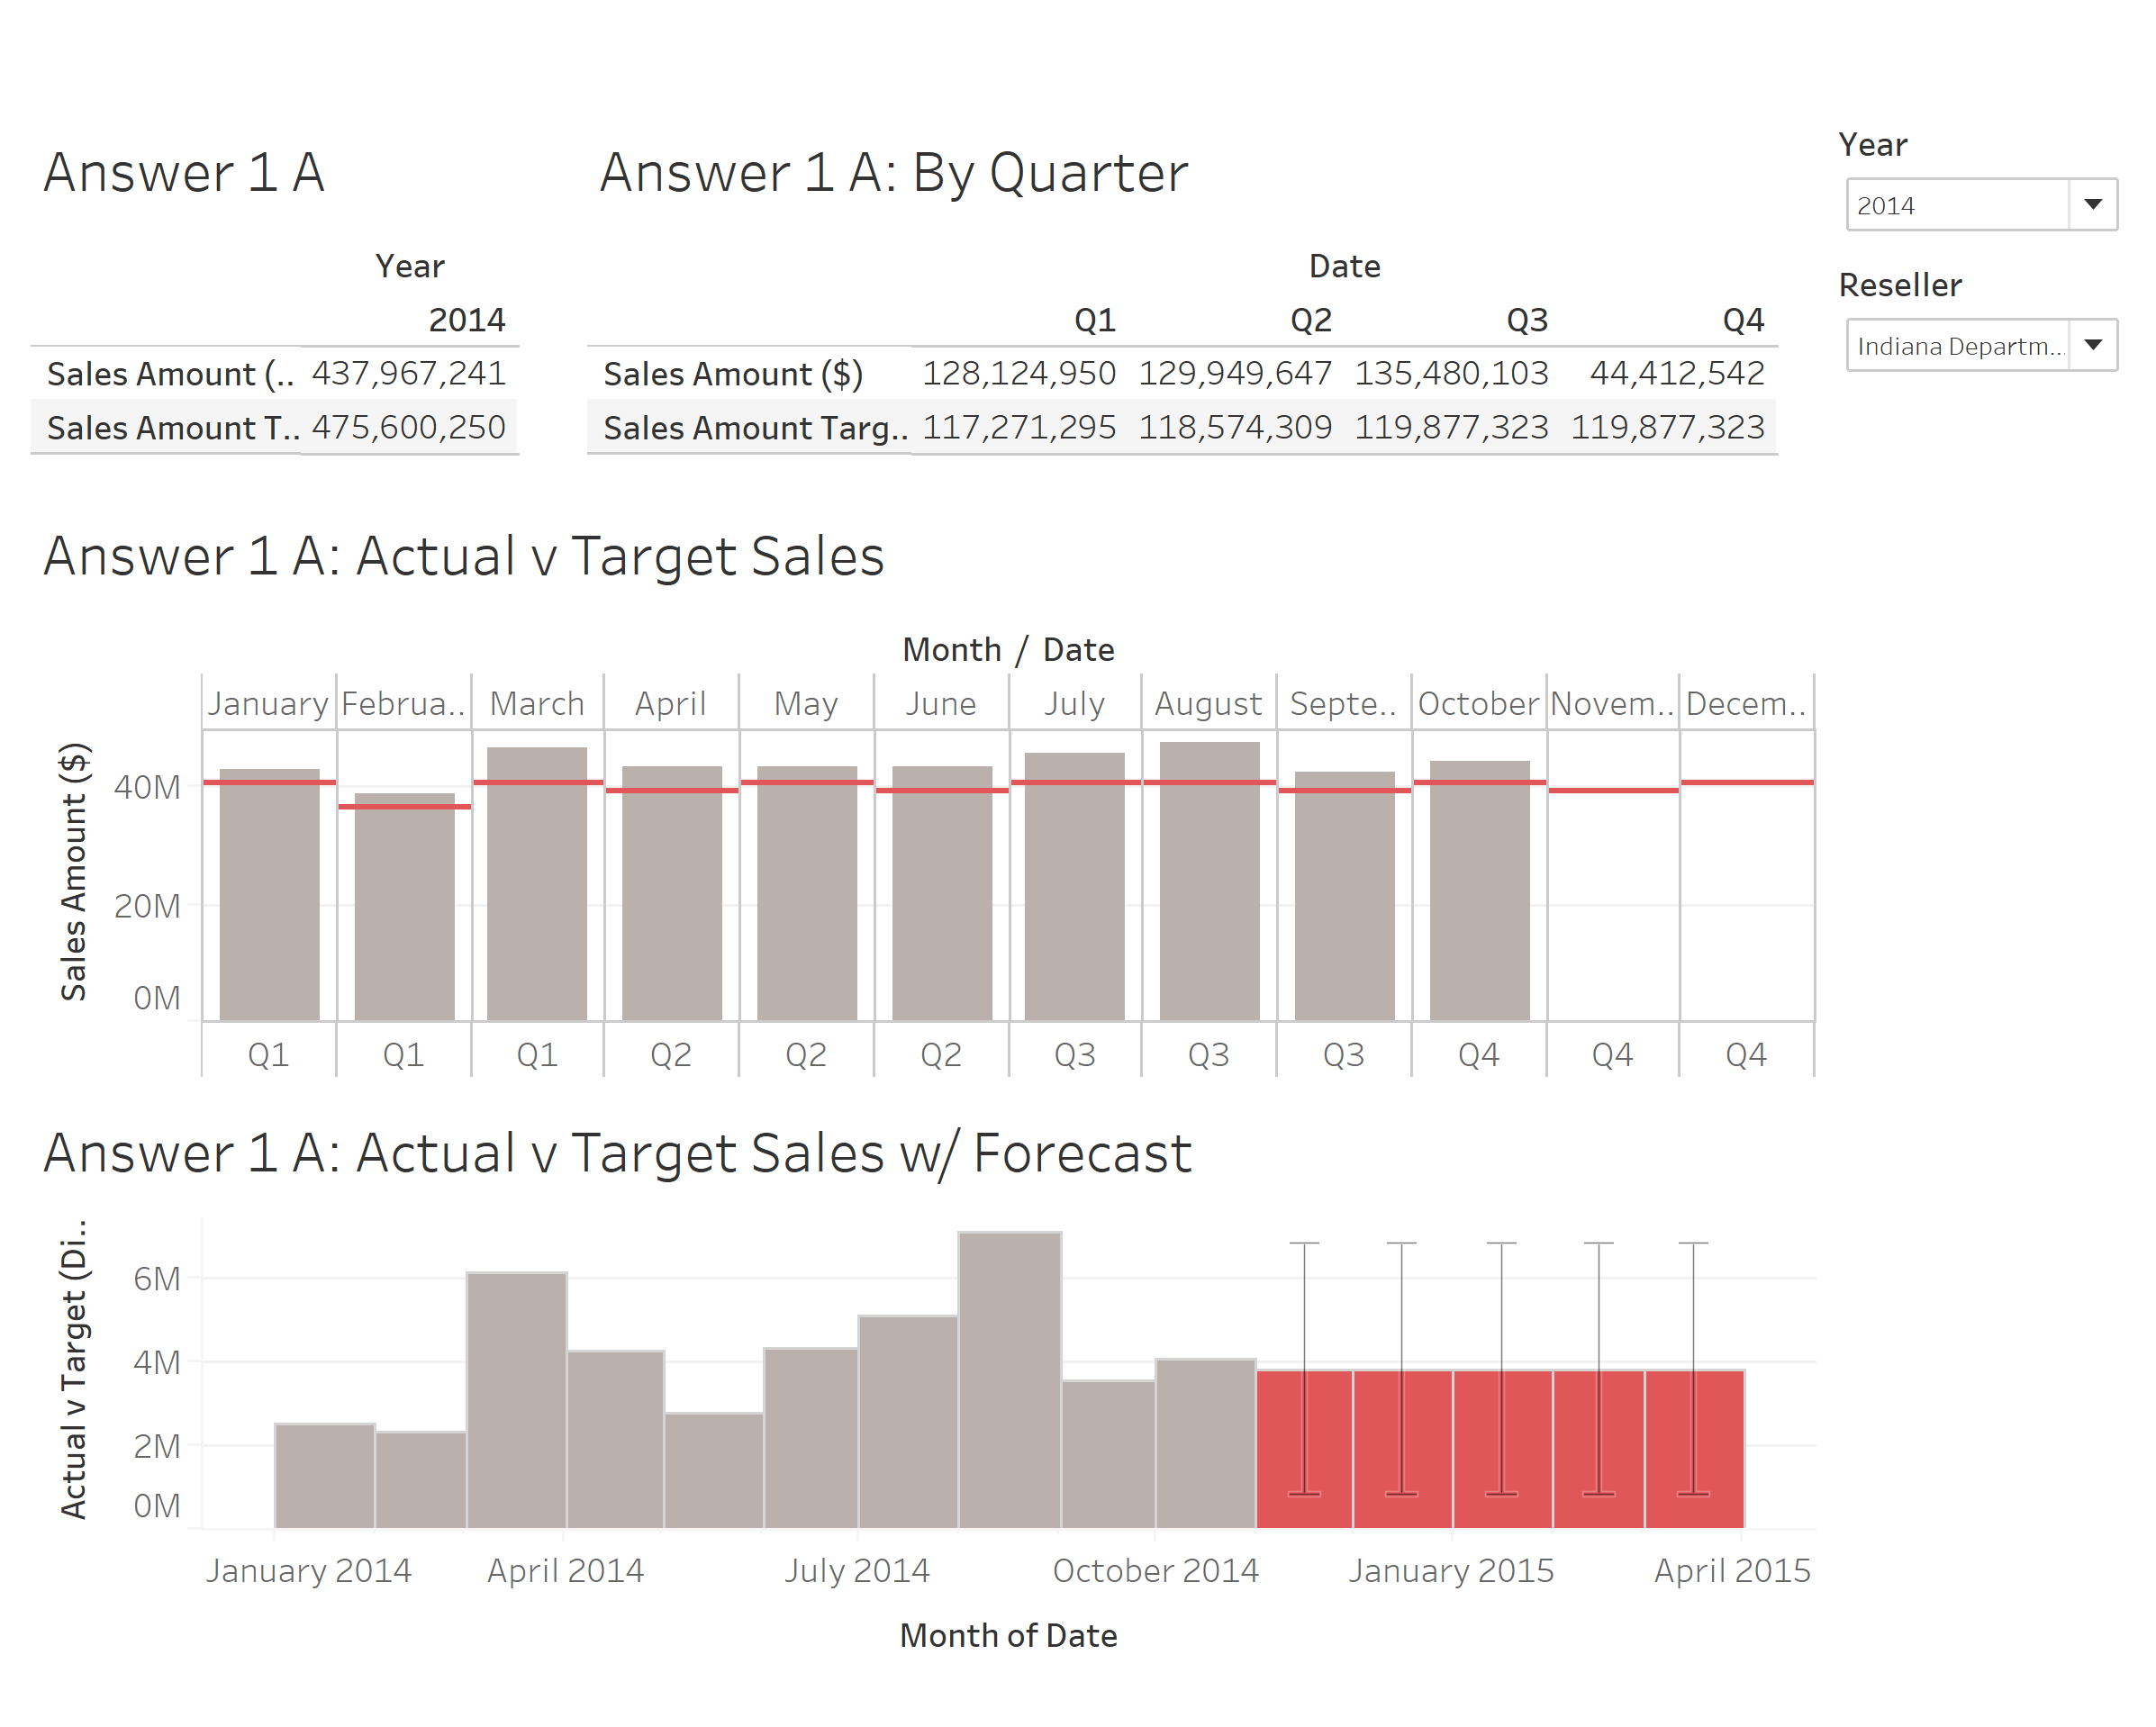 Answer 1 A
Answer 1 A: By Quarter
Year
2014
Reseller
Indiana Departm...
Year
2014
Sales Amount (.. 437,967,241
Sales Amount T.. 475,600,250
Date
Q1 Q2 Q3 Q4
Sales Amount ($) 128,124,950 129,949,647 135,480,103 44,412,542
Sales Amount Targ.. 117,271,295 118,574,309 119,877,323 119,877,323
Answer 1 A: Actual v Target Sales
Month / Date
January Februa.. March April May June July August Septe.. October Novem.. Decem..
Sales Amount ($)
40M
20M
0M
Q1 Q1 Q1 Q2 Q2 Q2 Q3 Q3 Q3 Q4 Q4 Q4
Answer 1 A: Actual v Target Sales w/ Forecast
Actual v Target (Di..
6M
4M
2M
0M
January 2014 April 2014 July 2014 October 2014 January 2015 April 2015
Month of Date